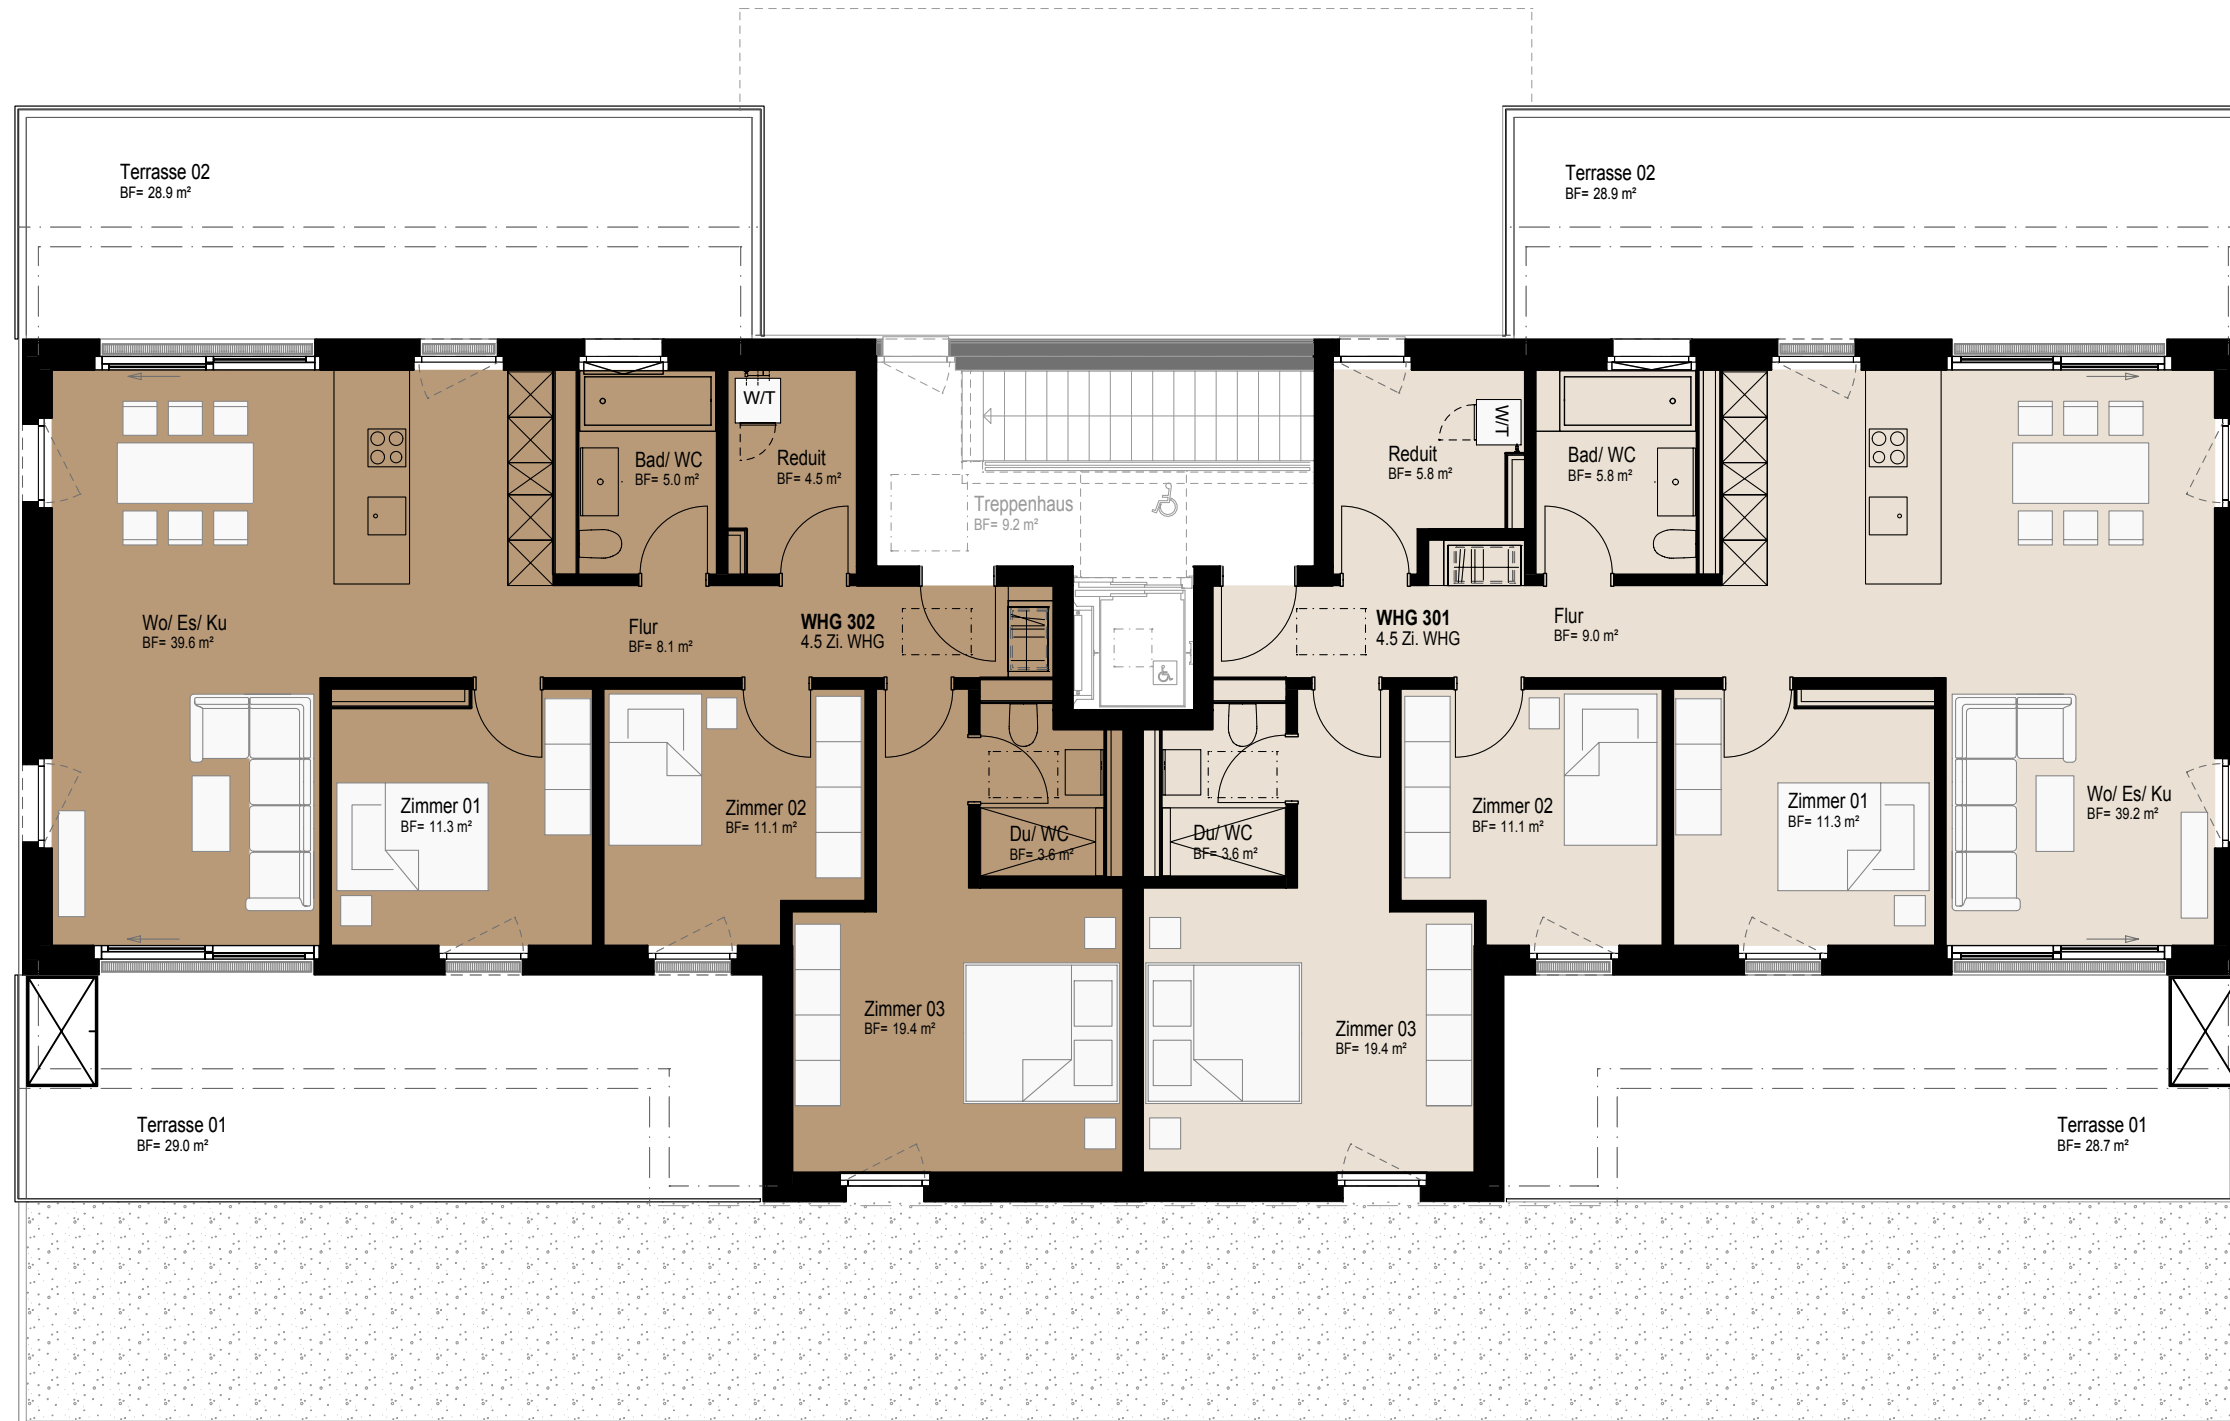 Terrasse 02
BF= 28.9 m²
Terrasse 02
BF= 28.9 m²
W/T
W/T
Bad/ WC
BF= 5.0 m²
Reduit
BF= 4.5 m²
Reduit
BF= 5.8 m²
Bad/ WC
BF= 5.8 m²
Treppenhaus
BF= 9.2 m²
Wo/ Es/ Ku
BF= 39.6 m²
Flur
BF= 8.1 m²
WHG 302
4.5 Zi. WHG
WHG 301
4.5 Zi. WHG
Flur
BF= 9.0 m²
Zimmer 01
BF= 11.3 m²
Zimmer 02
BF= 11.1 m²
Du/ WC
BF= 3.6 m²
Du/ WC
BF= 3.6 m²
Zimmer 02
BF= 11.1 m²
Zimmer 01
BF= 11.3 m²
Wo/ Es/ Ku
BF= 39.2 m²
Zimmer 03
BF= 19.4 m²
Zimmer 03
BF= 19.4 m²
Terrasse 01
BF= 29.0 m²
Terrasse 01
BF= 28.7 m²